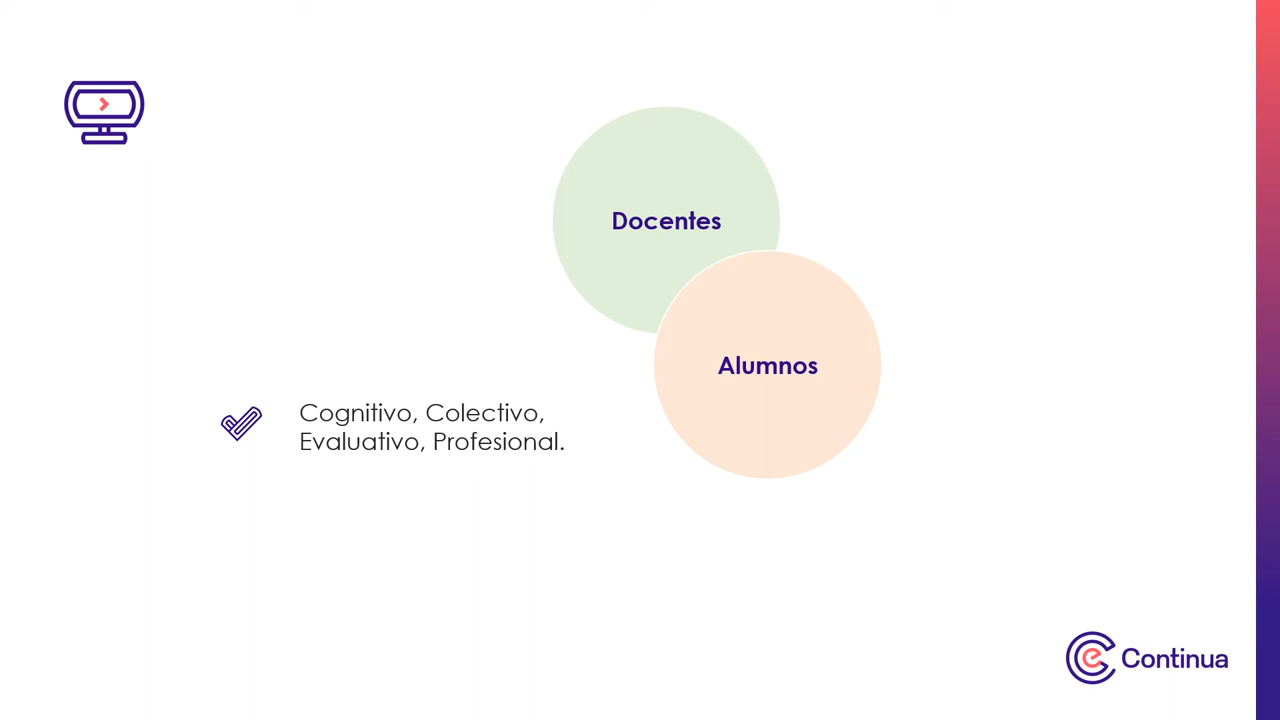 Docentes
Alumnos
Cognitivo, Colectivo,
Evaluativo, Profesional.
e Continua